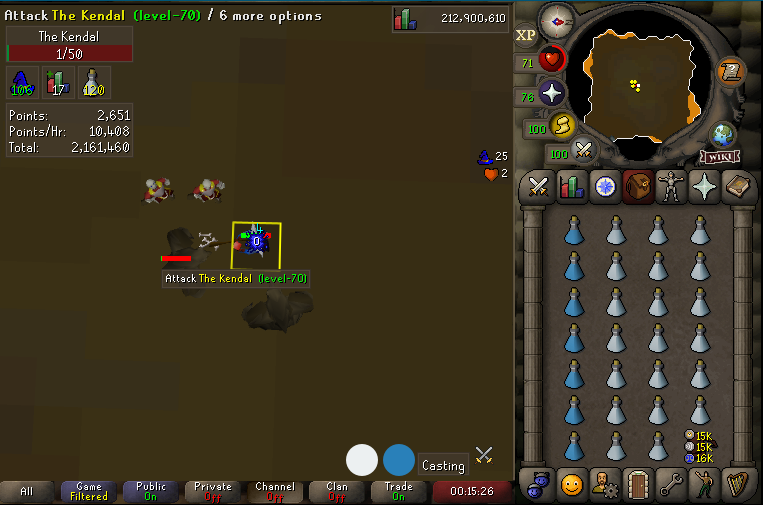 Attack The Kendal (level-70) / 6 more options
The Kendal
1/50
106
17
120
Points: 2,651
Points/Hr: 10,408
Total: 2,161,460
212,900,610
XP
71
76
100
100
WIKI
25
2
0
Attack The Kendal (level-70)
15K
15K
16K
Casting
All
Game
Filtered
Public
On
Private
Off
Channel
Off
Clan
Off
Trade
On
00:15:26